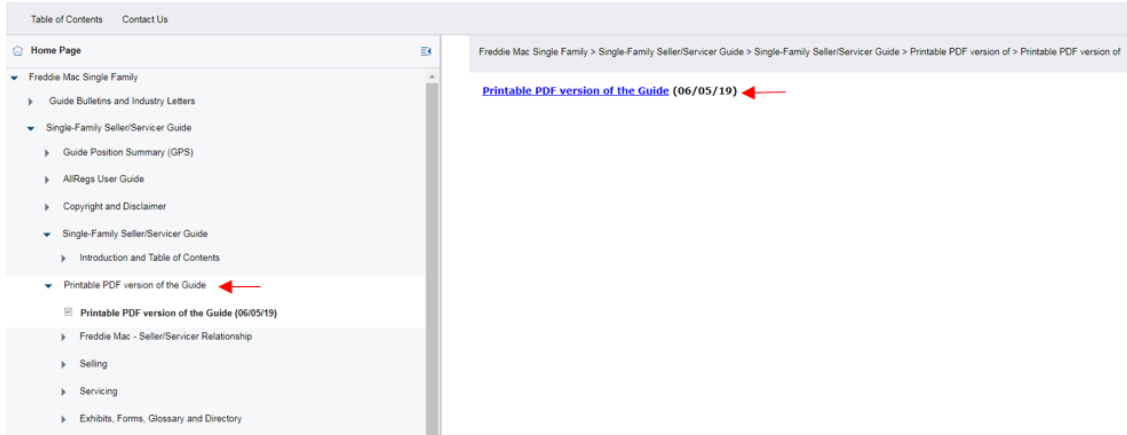 Table of Contents Contact Us
Home Page
Freddie Mac Single Family
Guide Bulletins and Industry Letters
Single-Family Seller/Servicer Guide
Guide Position Summary (GPS)
AllRegs User Guide
Copyright and Disclaimer
Single-Family Seller/Servicer Guide
Introduction and Table of Contents
Printable PDF version of the Guide
Printable PDF version of the Guide (06/05/19)
Freddie Mac - Seller/Servicer Relationship
Selling
Servicing
Exhibits, Forms, Glossary and Directory
Freddie Mac Single Family > Single-Family Seller/Servicer Guide > Single-Family Seller/Servicer Guide > Printable PDF version of > Printable PDF version of
Printable PDF version of the Guide (06/05/19)